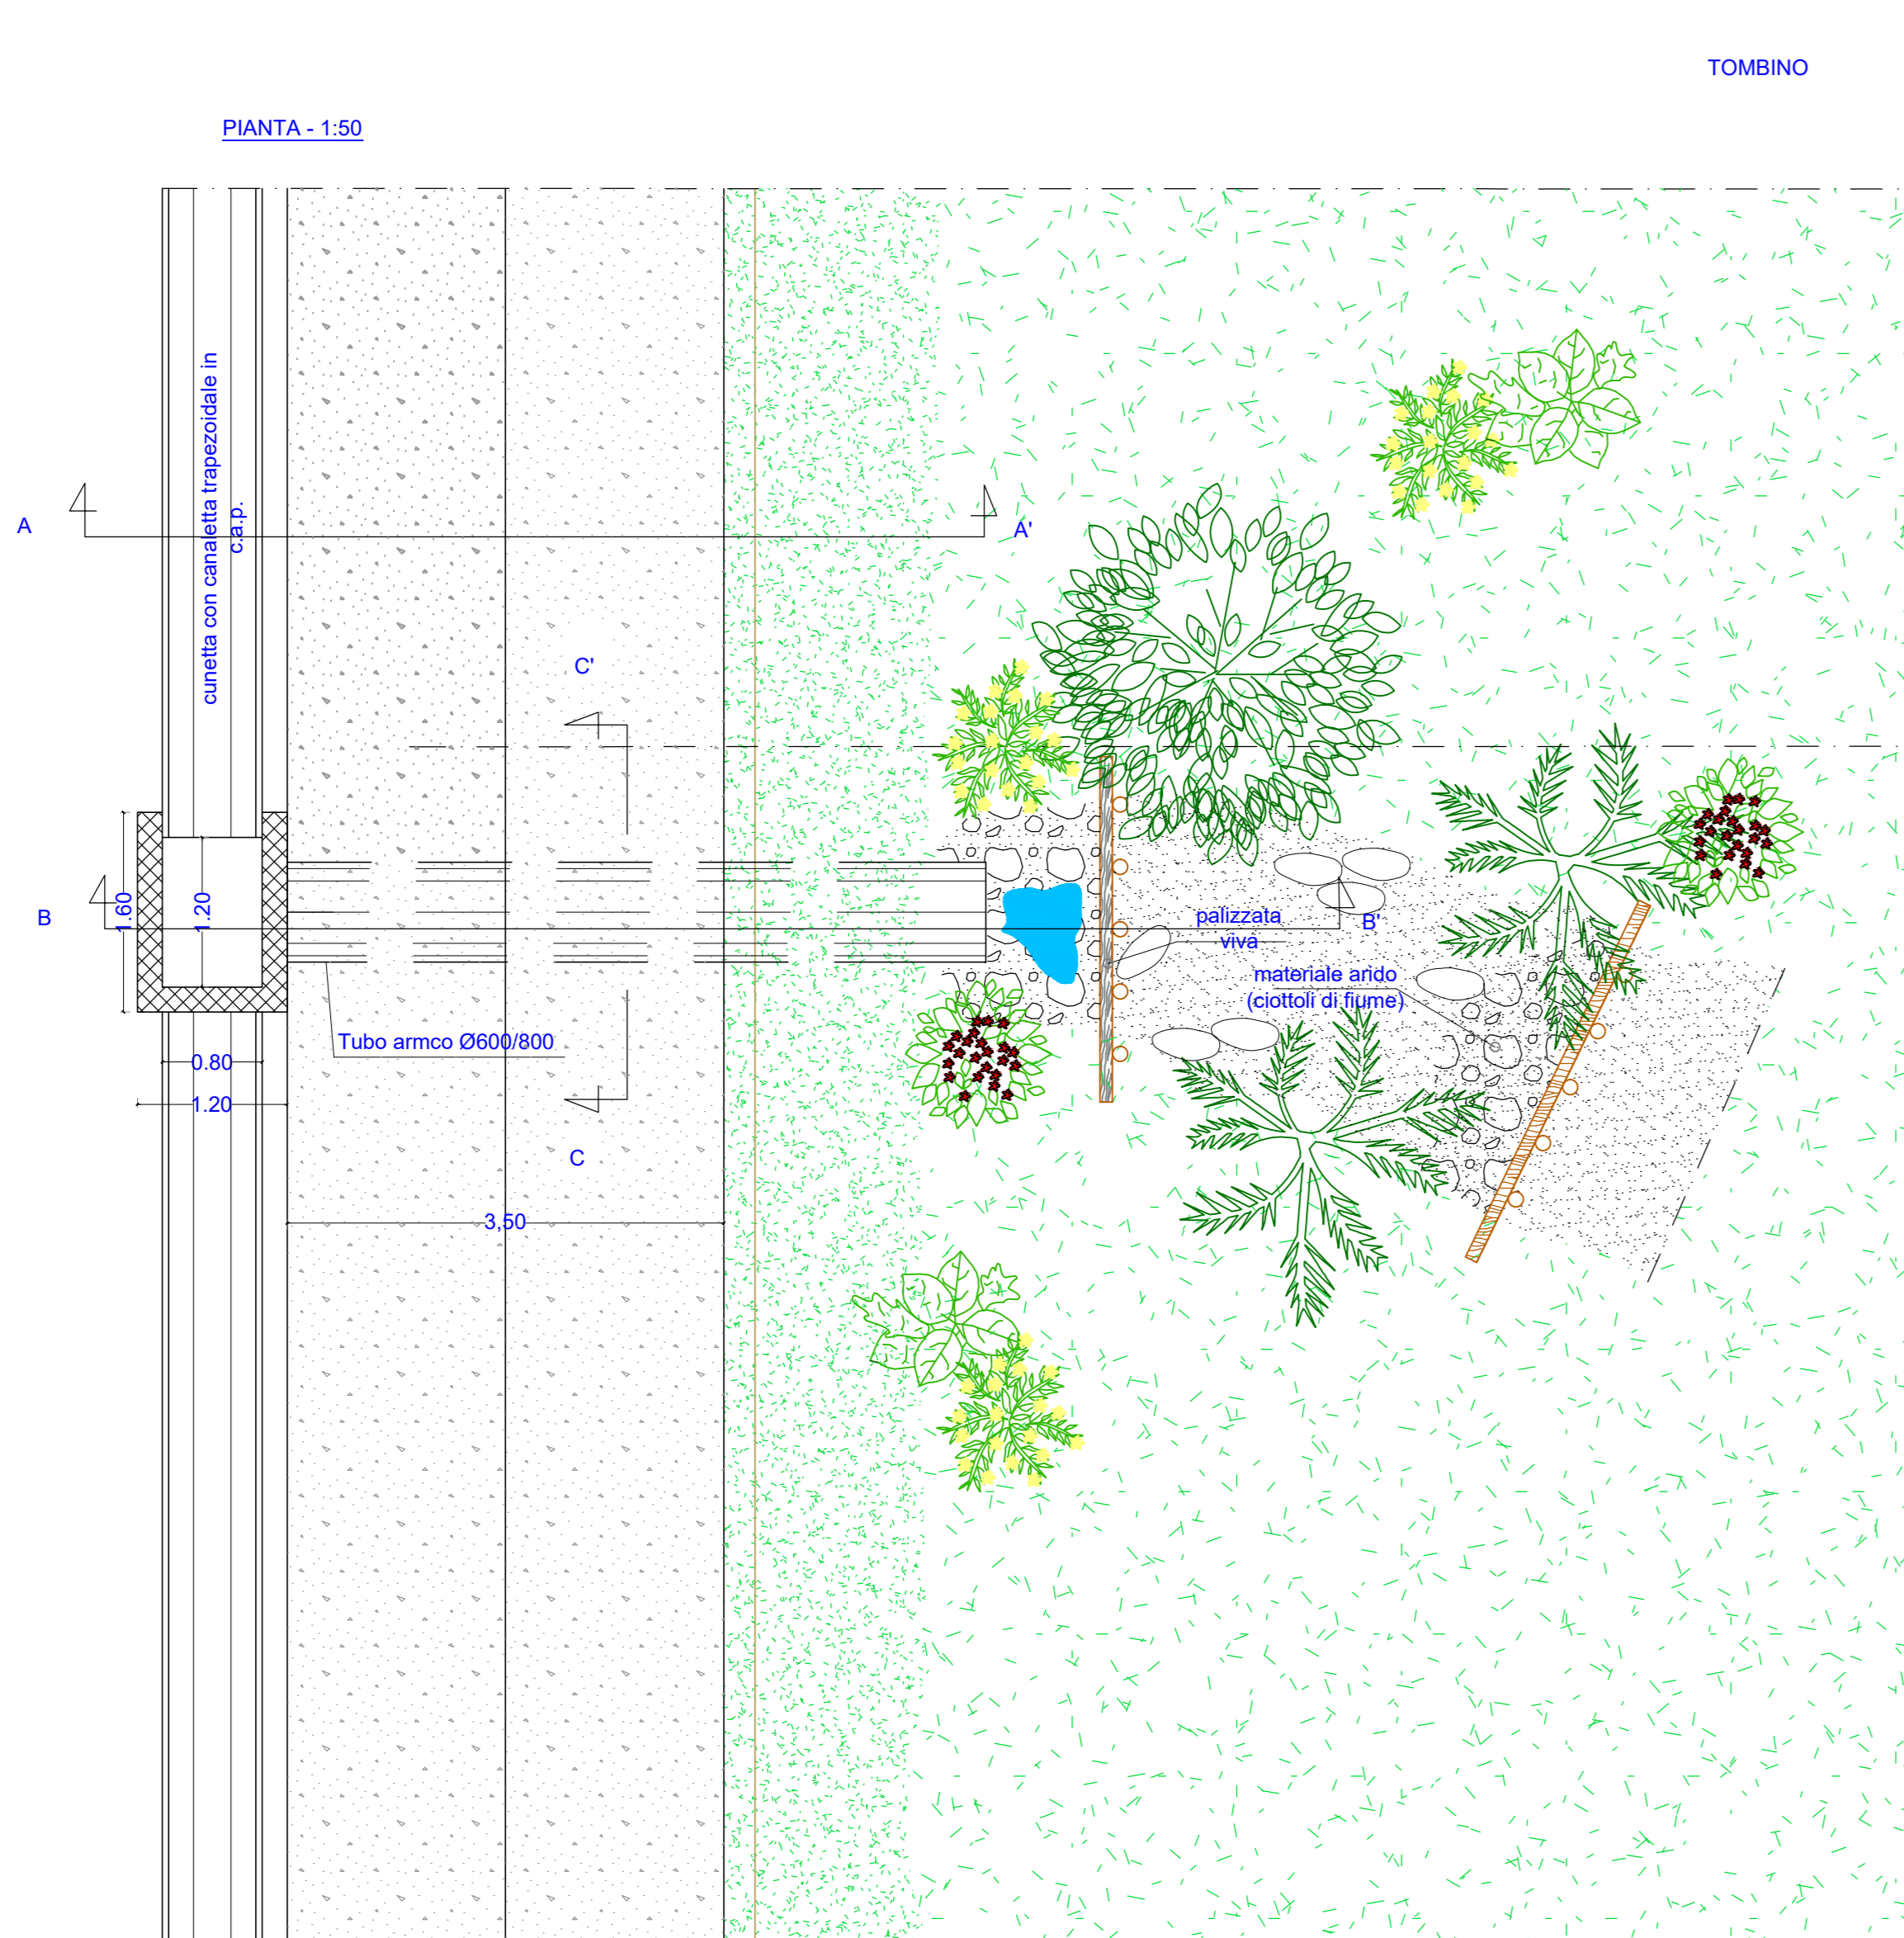 TOMBINO
PIANTA - 1:50
cunetta con canaletta trapezoidale in
c.a.p.
A
A'
C'
B
1.60
1.20
palizzata
viva
B'
materiale arido
(ciottoli di fiume)
Tubo armco Ø600/800
0.80
1.20
C
3,50